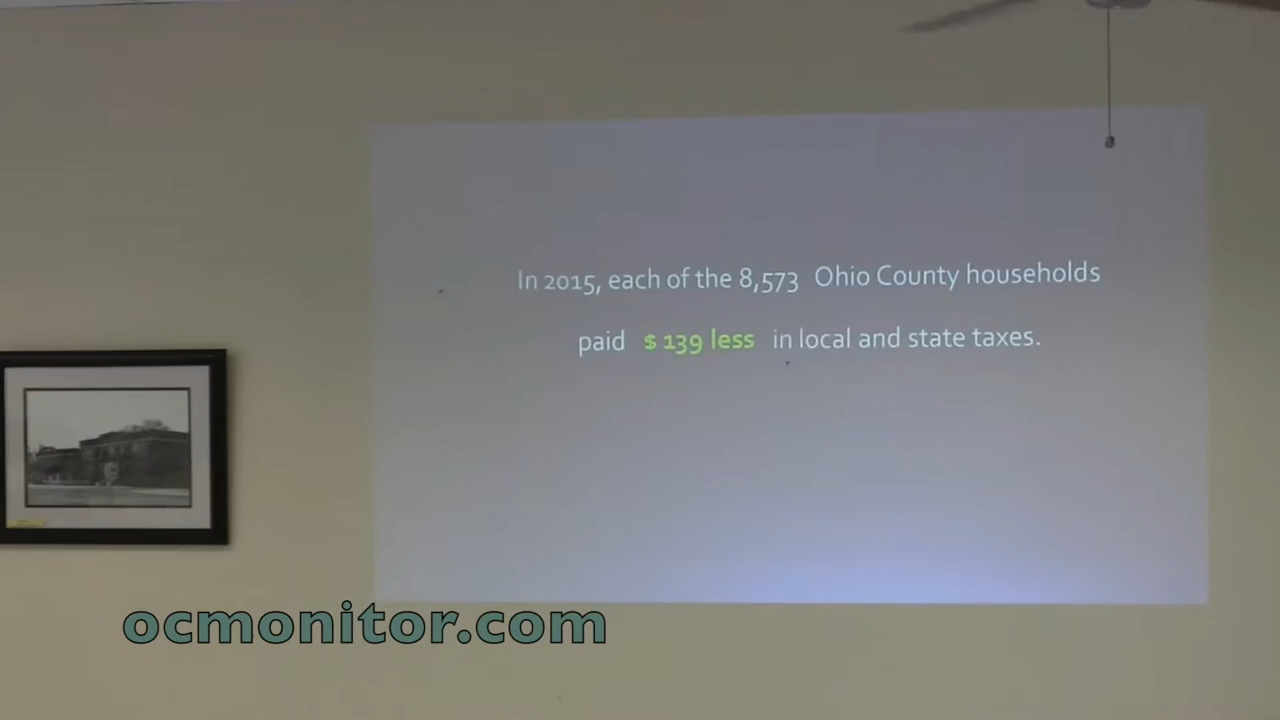 In 2015, each of the 8,573 Ohio County households
paid $ 139 less in local and state taxes.
ocmonitor.com